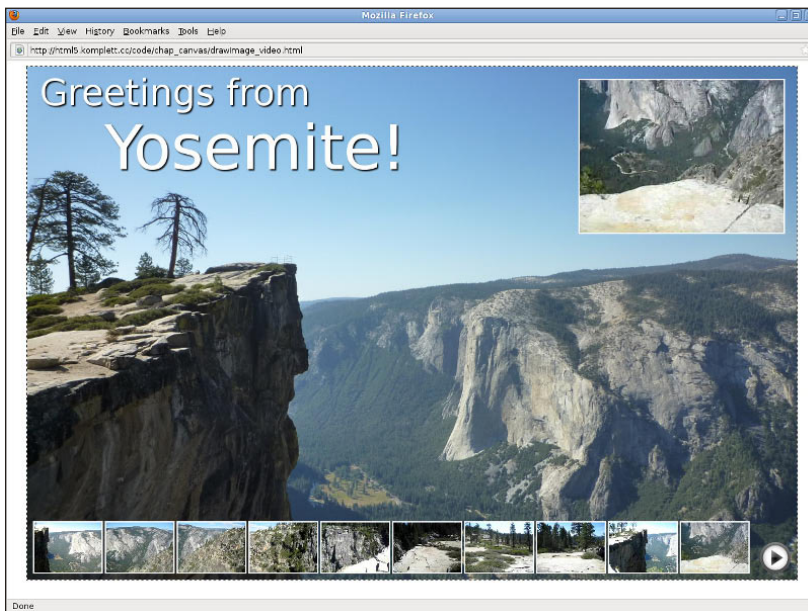 Mozilla Firefox
File Edit View History Bookmarks Tools Help
http://html5.komplett.cc/code/chap_canvas/drawImage_video.html
Greetings from
Yosemite!
Done